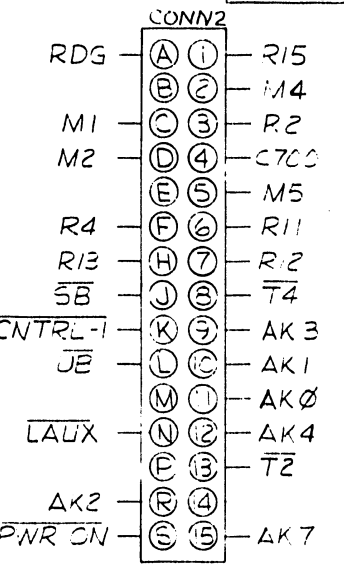 CONN2
RDG A 1 R15
B 2 M4
M1 C 3 R2
M2 D 4
E 5 M5
R4 F 6 R11
R13 H 7 R12
SB J 8 T4
CNTRL-1 K 9 AK3
JB L 10 AK1
M 11 AKØ
LAUX N 12 AK4
P 13 T2
AK2 R 14
PWR ON S 15 AK7